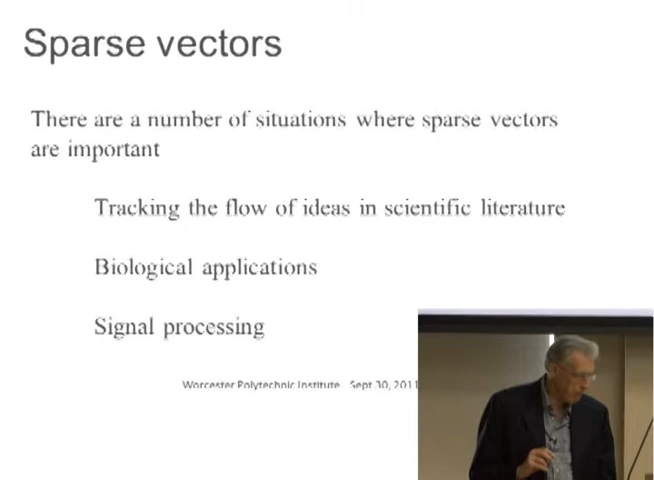 Sparse vectors
There are a number of situations where sparse vectors
are important
Tracking the flow of ideas in scientific literature
Biological applications
Signal processing
Worcester Polytechnic Institute Sept 30, 2011